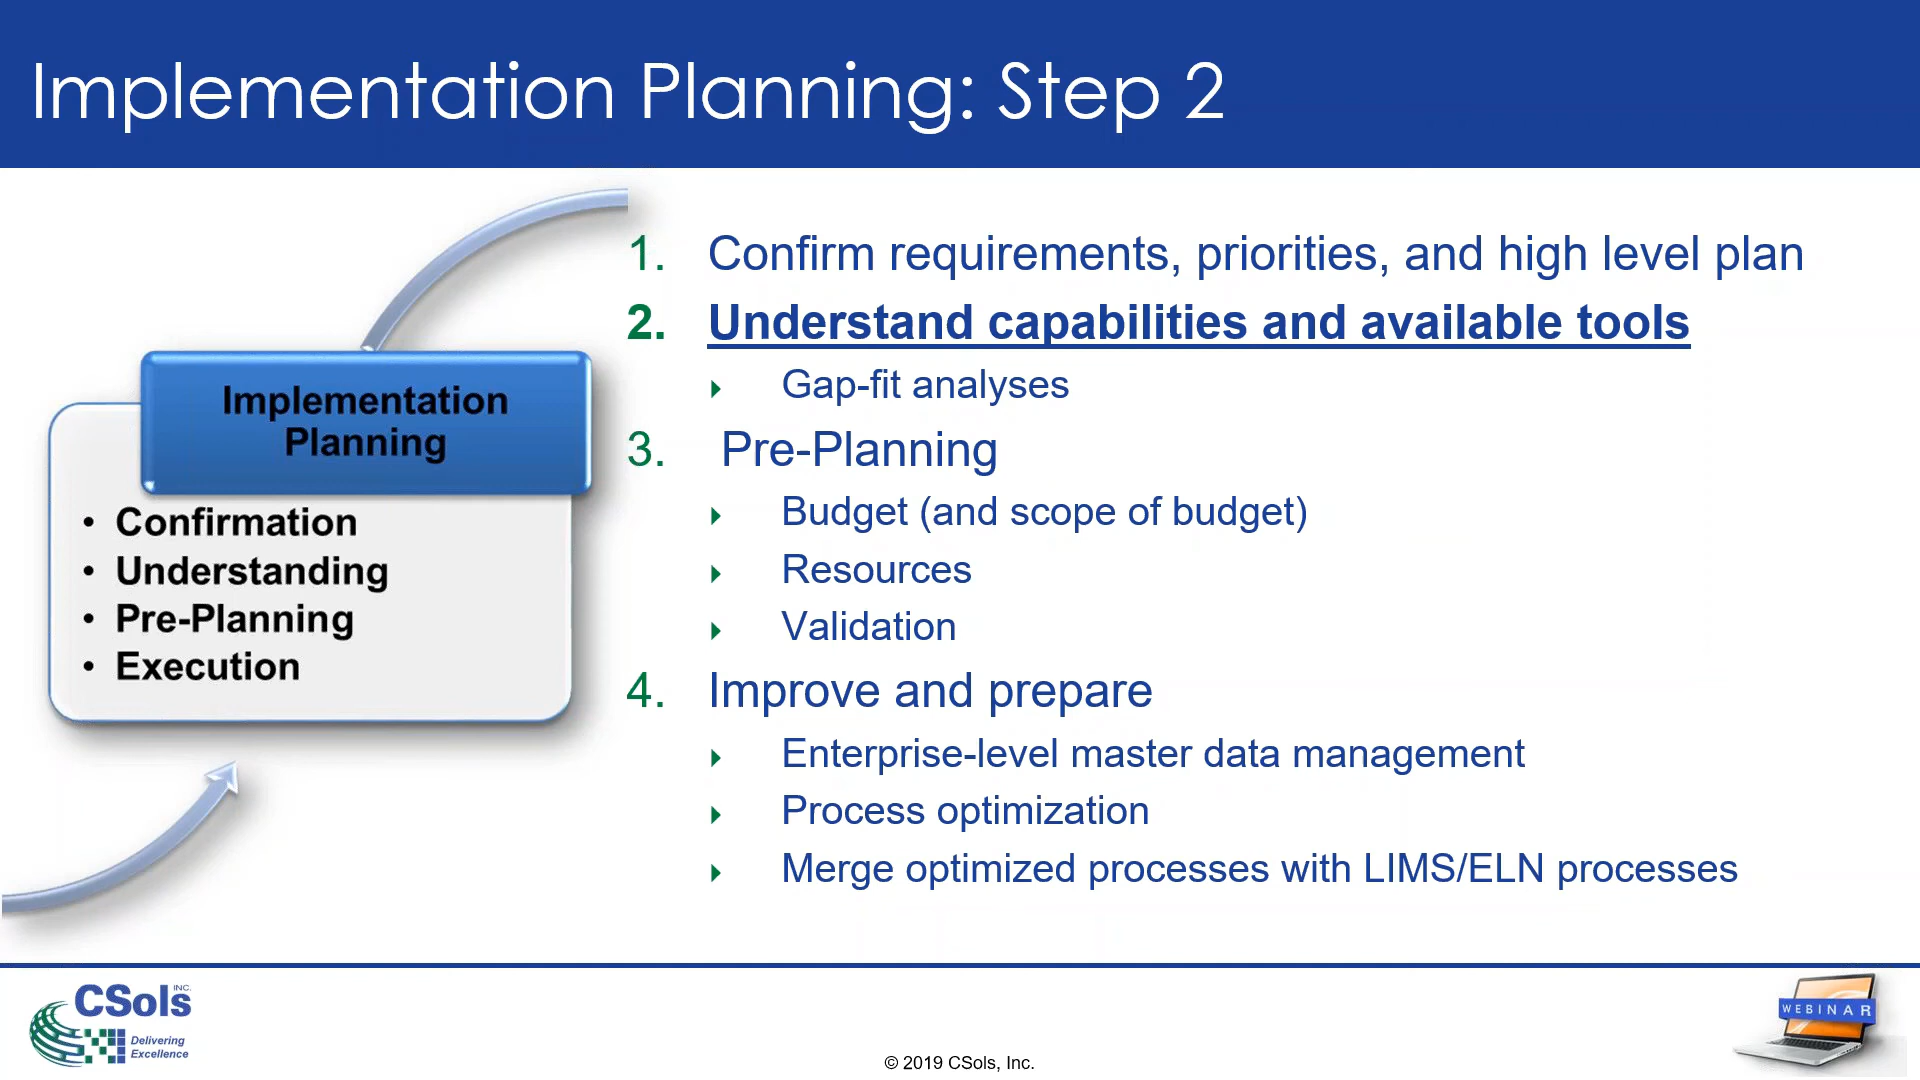 Implementation Planning: Step 2
Implementation
Planning
• Confirmation
• Understanding
• Pre-Planning
• Execution
1. Confirm requirements, priorities, and high level plan
2. Understand capabilities and available tools
Gap-fit analyses
3. Pre-Planning
Budget (and scope of budget)
Resources
Validation
4. Improve and prepare
Enterprise-level master data management
Process optimization
Merge optimized processes with LIMS/ELN processes
CSols INC.
Delivering
Excellence
© 2019 CSols, Inc.
WEBINAR